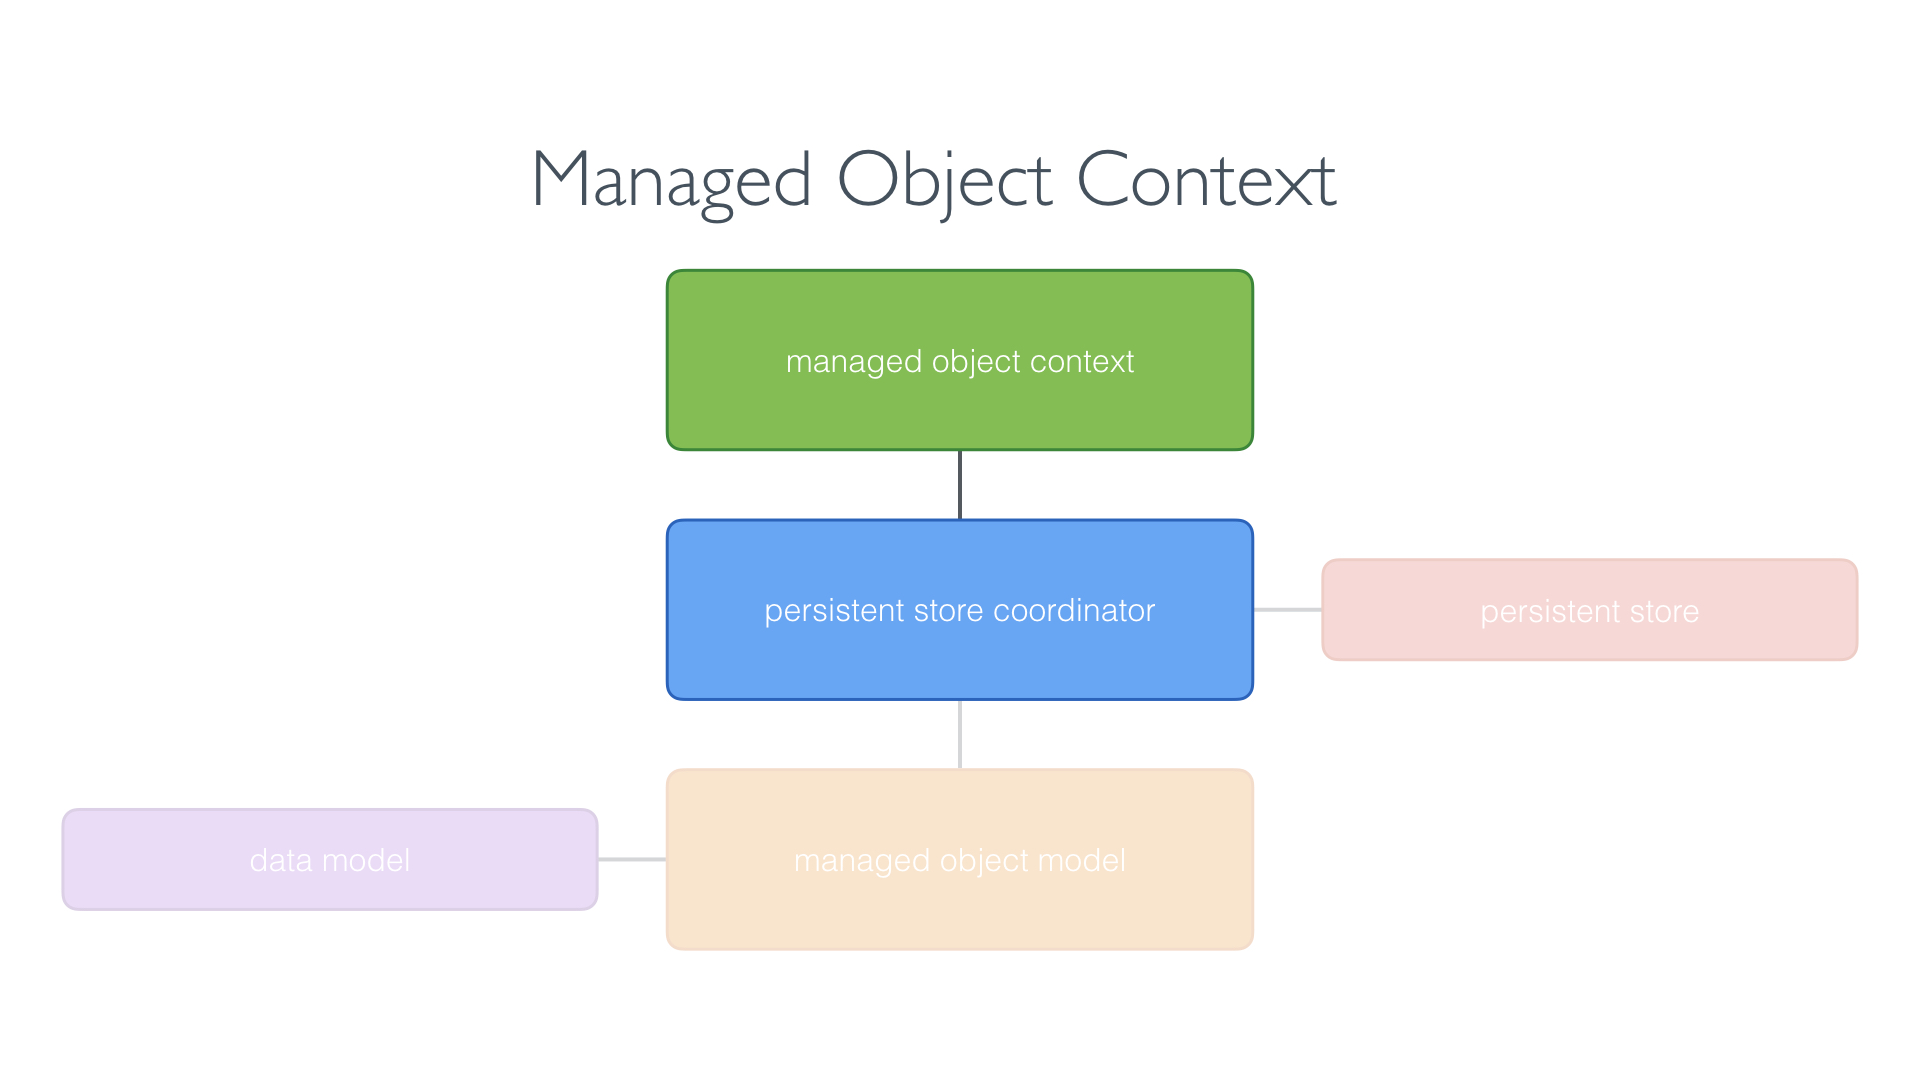 Managed Object Context
managed object context
persistent store coordinator
persistent store
data model
managed object model